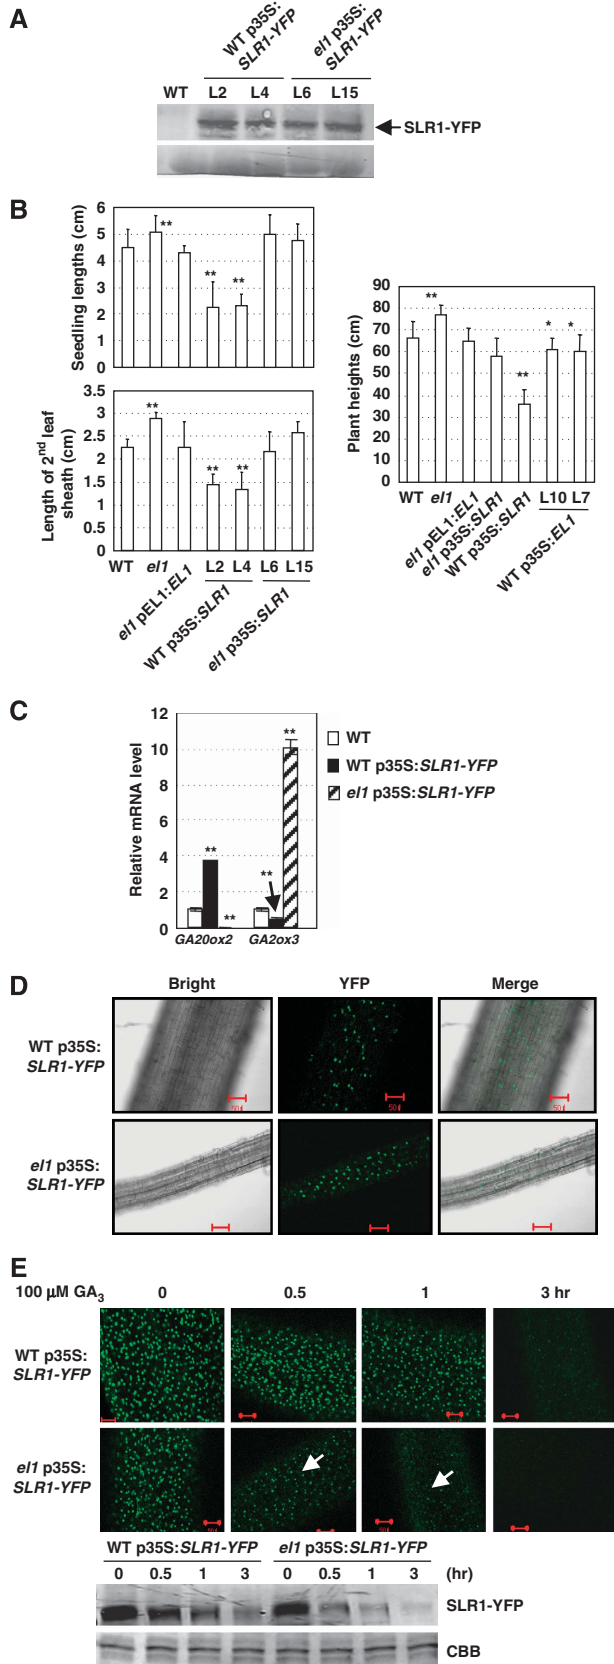 A
WT p35S:
SLR1-YFP
el1 p35S:
SLR1-YFP
WT L2 L4 L6 L15
SLR1-YFP
B
Seedling lengths (cm)
6
5
4
3
2
1
0
**
**
**
Length of 2nd leaf
sheath (cm)
3.5
3
2.5
2
1.5
1
0.5
0
**
**
**
WT el1 el1 pEL1:EL1 L2 L4 L6 L15
WT p35S:SLR1
el1 p35S:SLR1
Plant heights (cm)
90
80
70
60
50
40
30
20
10
0
**
**
*
*
WT el1 el1 pEL1:EL1 el1 p35S:SLR1 WT p35S:SLR1 L10 L7
WT p35S:EL1
C
Relative mRNA level
12
10
8
6
4
2
0
**
**
**
**
GA20ox2 GA2ox3
WT
WT p35S:SLR1-YFP
el1 p35S:SLR1-YFP
D
Bright YFP Merge
WT p35S:
SLR1-YFP
el1 p35S:
SLR1-YFP
E
100 µM GA3 0 0.5 1 3 hr
WT p35S:
SLR1-YFP
el1 p35S:
SLR1-YFP
WT p35S:SLR1-YFP el1 p35S:SLR1-YFP
0 0.5 1 3 0 0.5 1 3 (hr)
SLR1-YFP
CBB